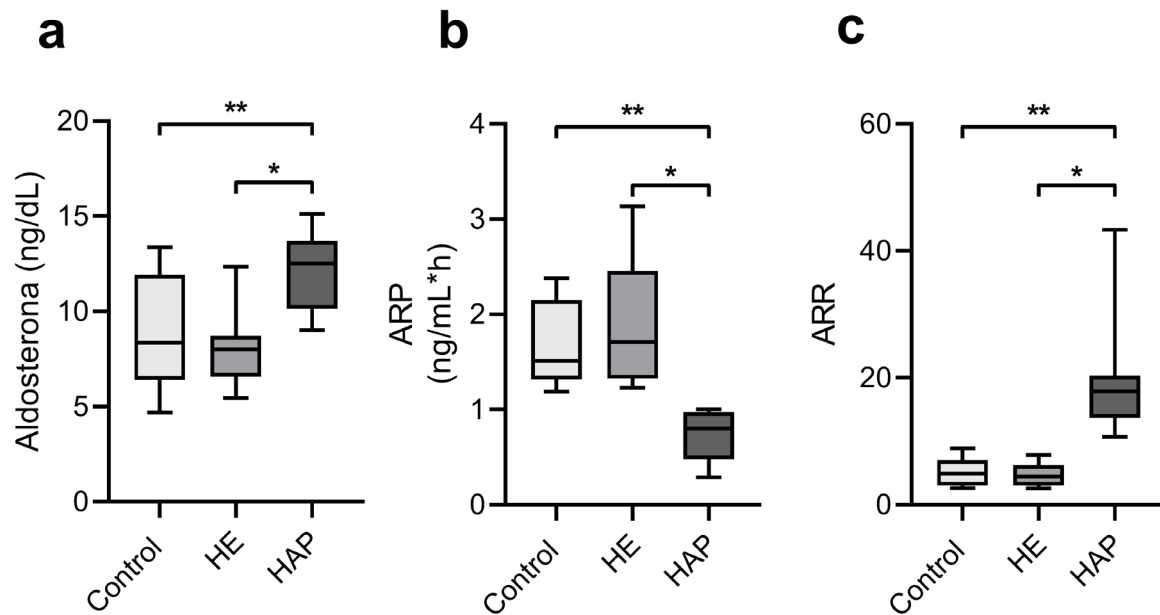 a
**
*
20
15
10
5
0
Aldosterona (ng/dL)
Control
HE
HAP
b
**
*
4
3
2
1
0
ARP
(ng/mL*h)
Control
HE
HAP
c
**
*
60
40
20
0
ARR
Control
HE
HAP